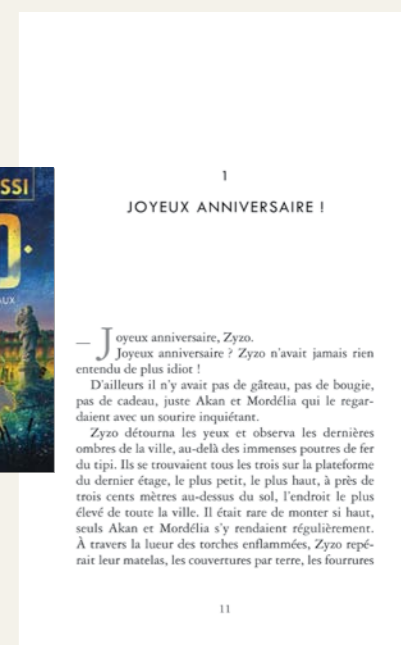 SSI
O
AUX
1
JOYEUX ANNIVERSAIRE !
— Joyeux anniversaire, Zyzo.
Joyeux anniversaire ? Zyzo n'avait jamais rien
entendu de plus idiot !
D'ailleurs il n'y avait pas de gâteau, pas de bougie,
pas de cadeau, juste Akan et Mordélia qui le regar-
daient avec un sourire inquiétant.
Zyzo détourna les yeux et observa les dernières
ombres de la ville, au-delà des immenses poutres de fer
du tipi. Ils se trouvaient tous les trois sur la plateforme
du dernier étage, le plus petit, le plus haut, à près de
trois cents mètres au-dessus du sol, l'endroit le plus
élevé de toute la ville. Il était rare de monter si haut,
seuls Akan et Mordélia s'y rendaient régulièrement.
À travers la lueur des torches enflammées, Zyzo repé-
rait leur matelas, les couvertures par terre, les fourrures
11